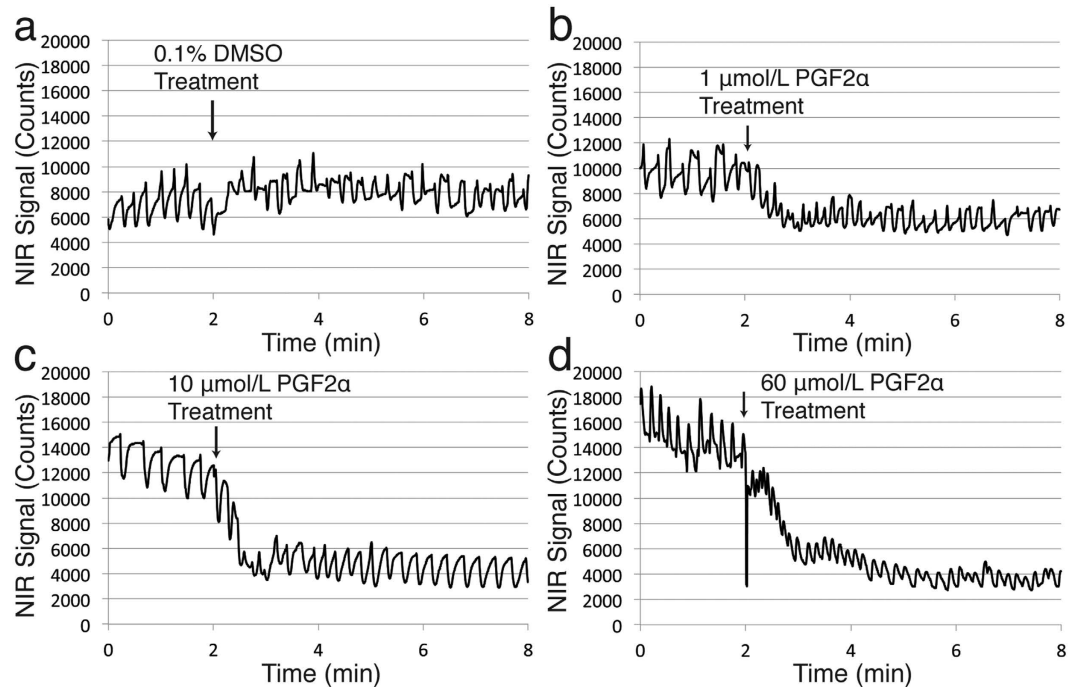 a
0.1% DMSO
Treatment
NIR Signal (Counts)
20000
18000
16000
14000
12000
10000
8000
6000
4000
2000
0
0 2 4 6 8
Time (min)
b
1 µmol/L PGF2α
Treatment
NIR Signal (Counts)
20000
18000
16000
14000
12000
10000
8000
6000
4000
2000
0
0 2 4 6 8
Time (min)
c
10 µmol/L PGF2α
Treatment
NIR Signal (Counts)
20000
18000
16000
14000
12000
10000
8000
6000
4000
2000
0
0 2 4 6 8
Time (min)
d
60 µmol/L PGF2α
Treatment
NIR Signal (Counts)
20000
18000
16000
14000
12000
10000
8000
6000
4000
2000
0
0 2 4 6 8
Time (min)